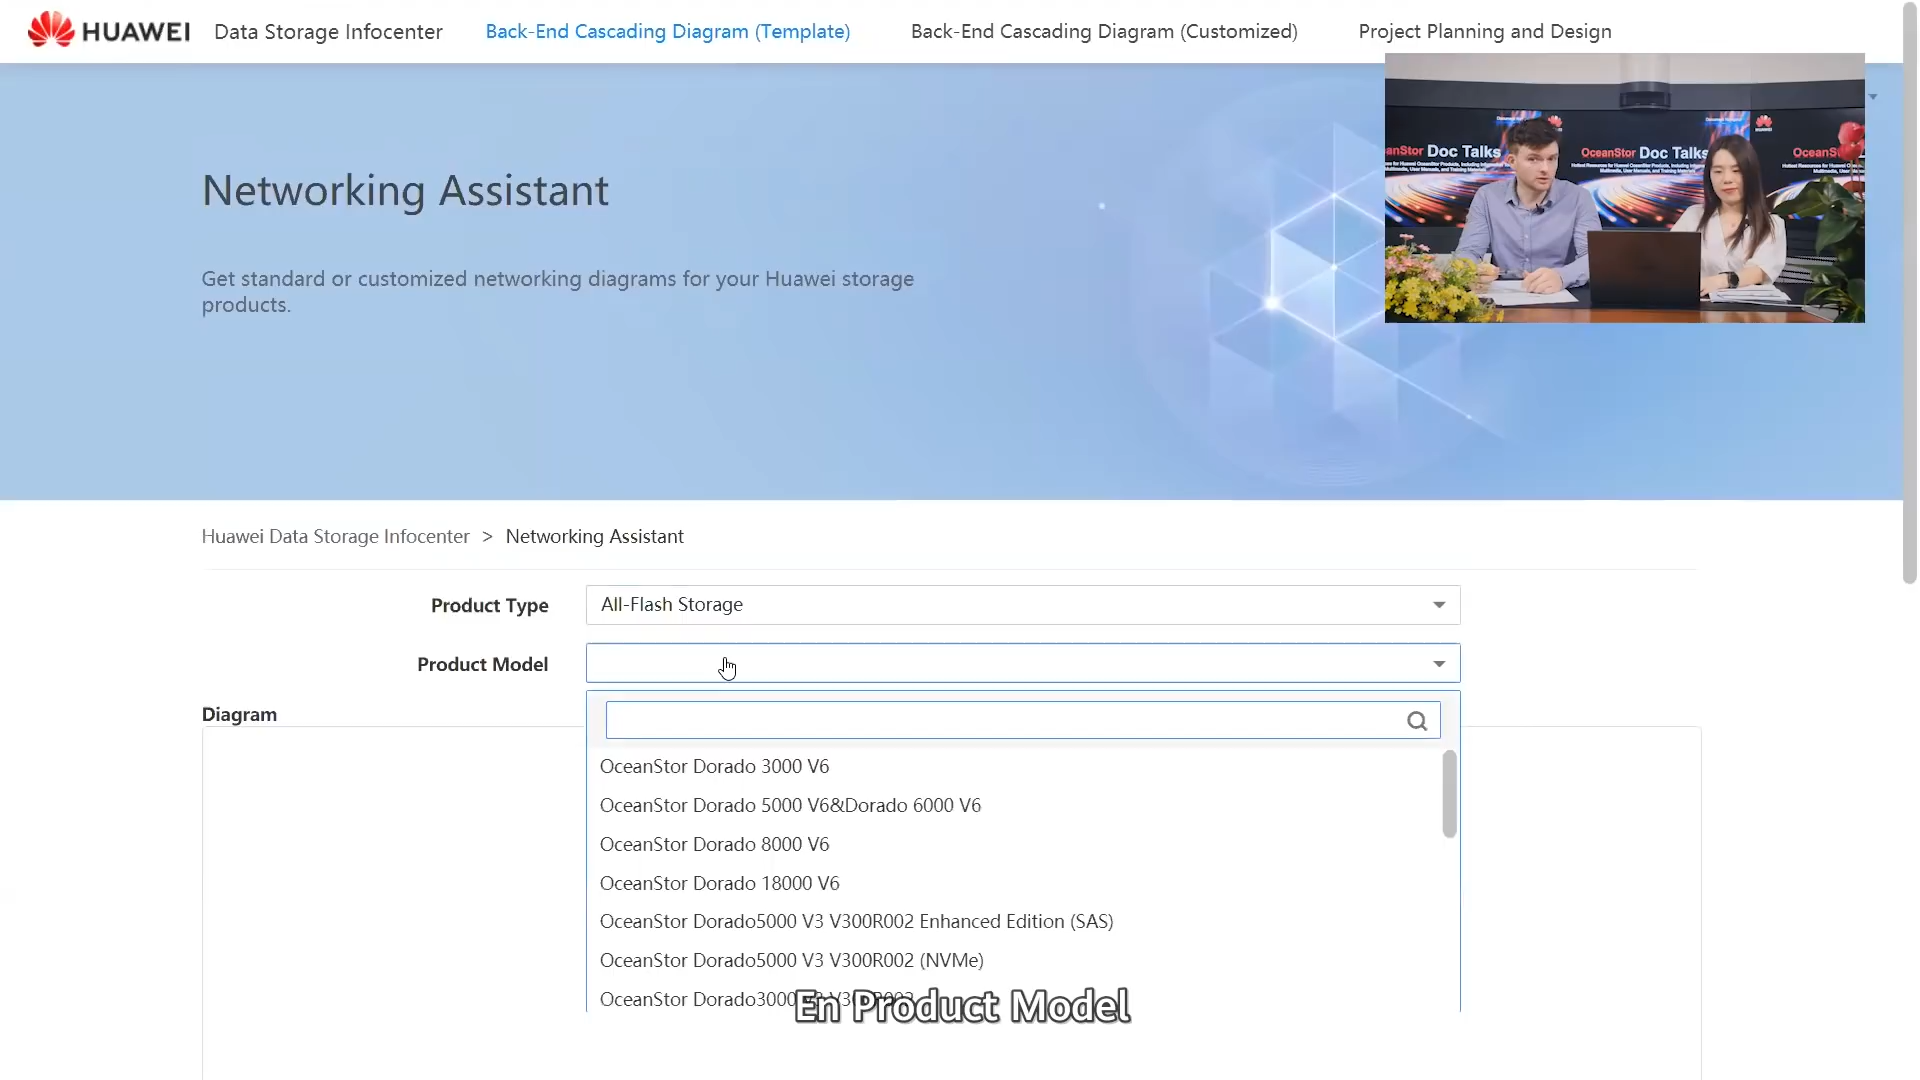 HUAWEI Data Storage Infocenter Back-End Cascading Diagram (Template) Back-End Cascading Diagram (Customized) Project Planning and Design
Networking Assistant
Get standard or customized networking diagrams for your Huawei storage
products.
OceanStor Doc Talks
OceanStor Doc Talks
Huawei Data Storage Infocenter > Networking Assistant
Product Type All-Flash Storage
Product Model
Diagram
OceanStor Dorado 3000 V6
OceanStor Dorado 5000 V6&Dorado 6000 V6
OceanStor Dorado 8000 V6
OceanStor Dorado 18000 V6
OceanStor Dorado5000 V3 V300R002 Enhanced Edition (SAS)
OceanStor Dorado5000 V3 V300R002 (NVMe)
OceanStor Dorado3000 V3 V300R002
En Product Model